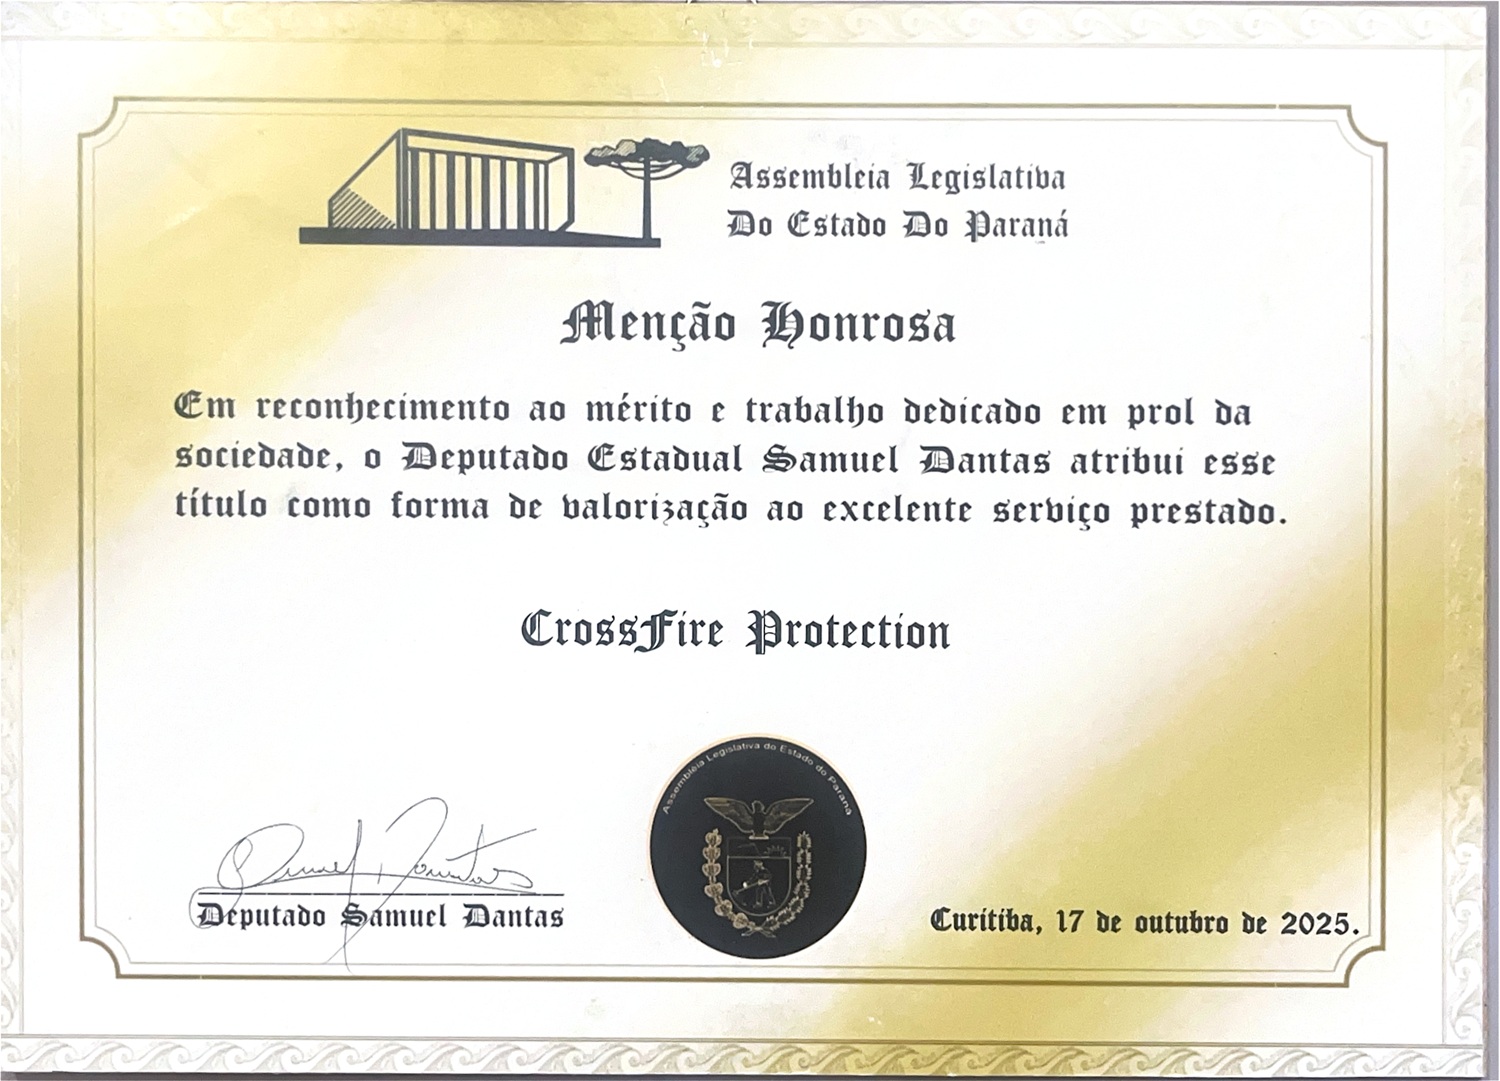 Assembleia Legislativa
Do Estado Do Paraná
Menção Honrosa
Em reconhecimento ao mérito e trabalho dedicado em prol da
sociedade, o Deputado Estadual Samuel Dantas atribui esse
título como forma de valorização ao excelente serviço prestado.
CrossFire Protection
Assembléia Legislativa do Estado do Paraná
Deputado Samuel Dantas
Curitiba, 17 de outubro de 2025.